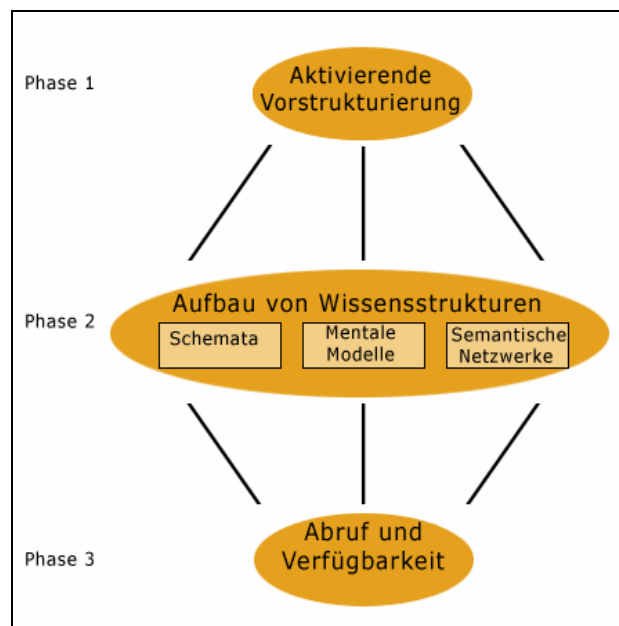 Phase 1
Aktivierende
Vorstrukturierung
Phase 2
Aufbau von Wissensstrukturen
Schemata
Mentale
Modelle
Semantische
Netzwerke
Phase 3
Abruf und
Verfügbarkeit